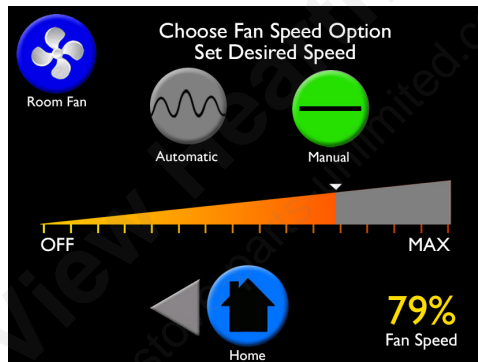 Choose Fan Speed Option
Set Desired Speed
Room Fan
Automatic
Manual
OFF
MAX
79%
Fan Speed
Home